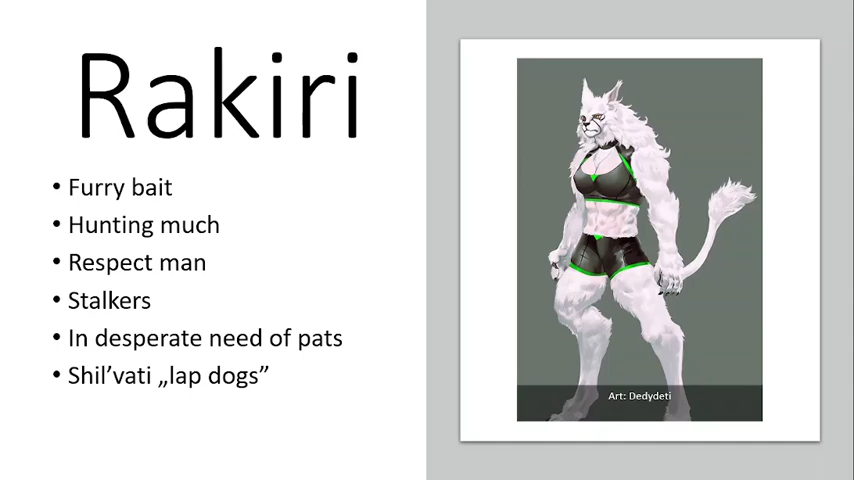 Rakiri
• Furry bait
• Hunting much
• Respect man
• Stalkers
• In desperate need of pats
• Shil’vati „lap dogs”
Art: Dedydeti